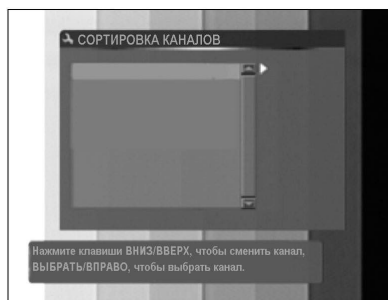 СОРТИРОВКА КАНАЛОВ
Нажмите клавиши ВНИЗ/ВВЕРХ, чтобы сменить канал,
ВЫБРАТЬ/ВПРАВО, чтобы выбрать канал.